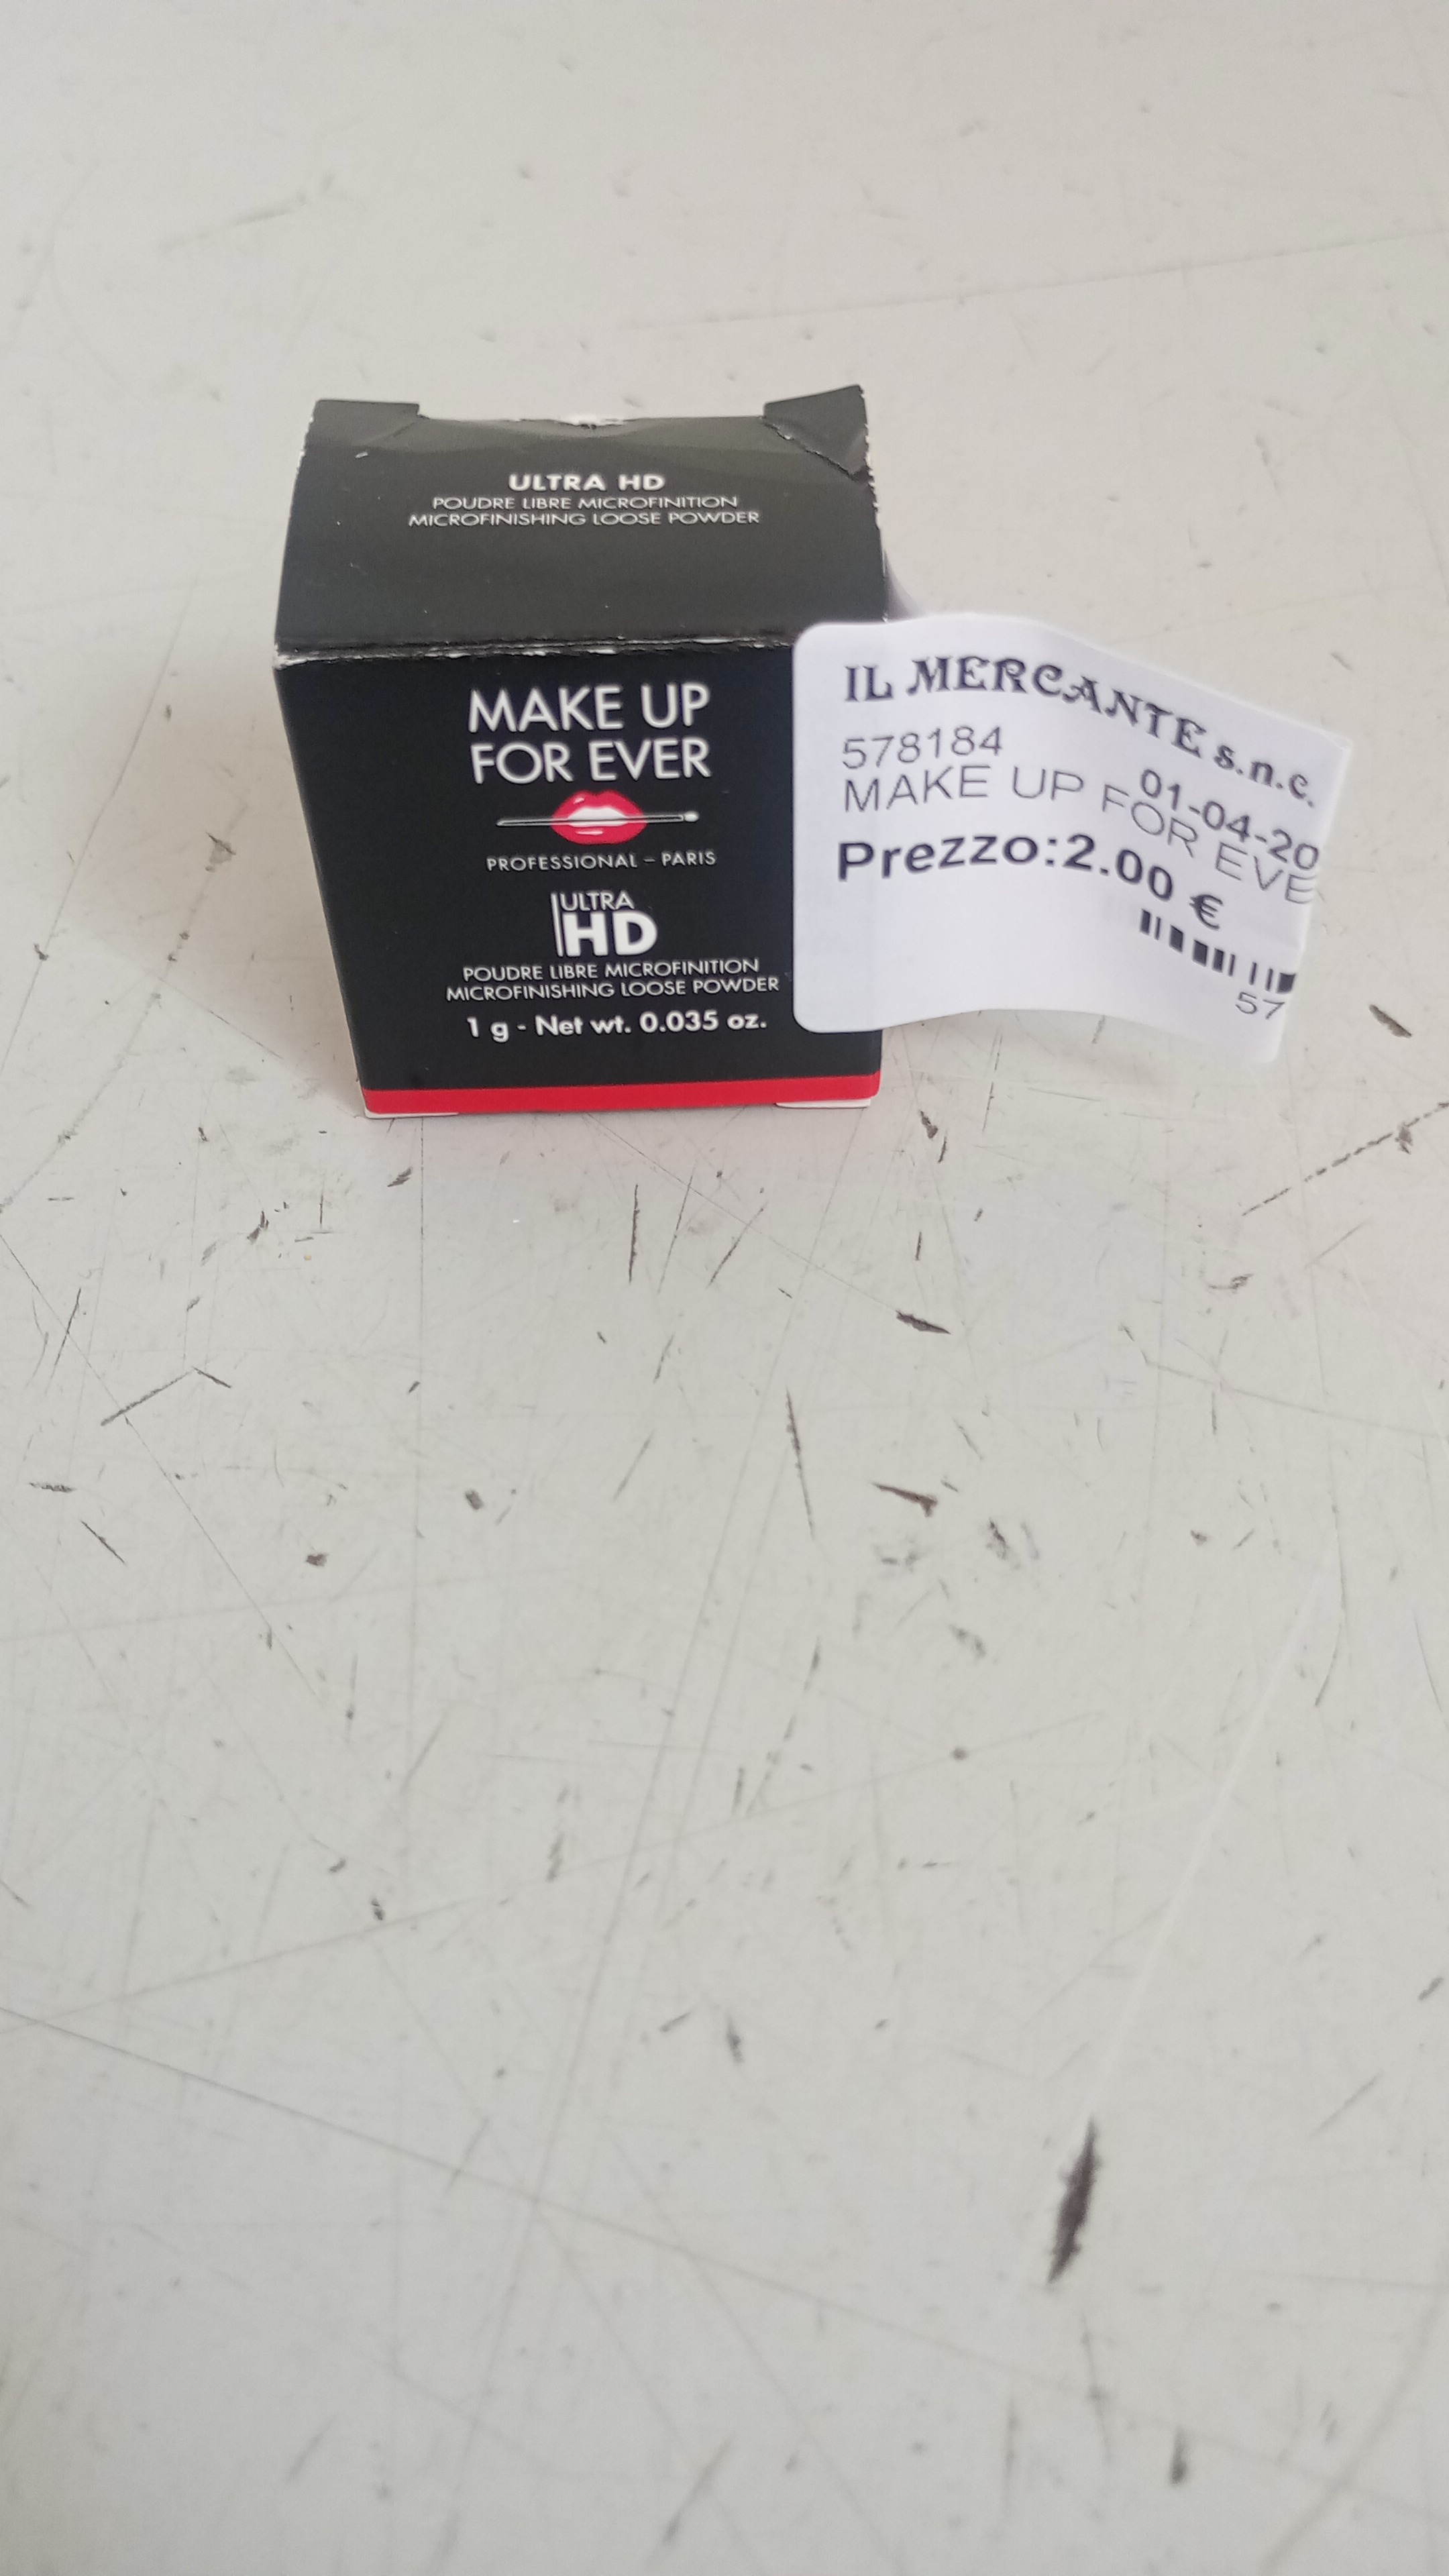 ULTRA HD
POUDRE LIBRE MICROFINITION
MICROFINISHING LOOSE POWDER
MAKE UP
FOR EVER
PROFESSIONAL – PARIS
ULTRA
HD
POUDRE LIBRE MICROFINITION
MICROFINISHING LOOSE POWDER
1 g - Net wt. 0.035 oz.
IL MERCANTE s.n.c.
578184 01-04-20
MAKE UP FOR EVE
Prezzo:2.00 €
57